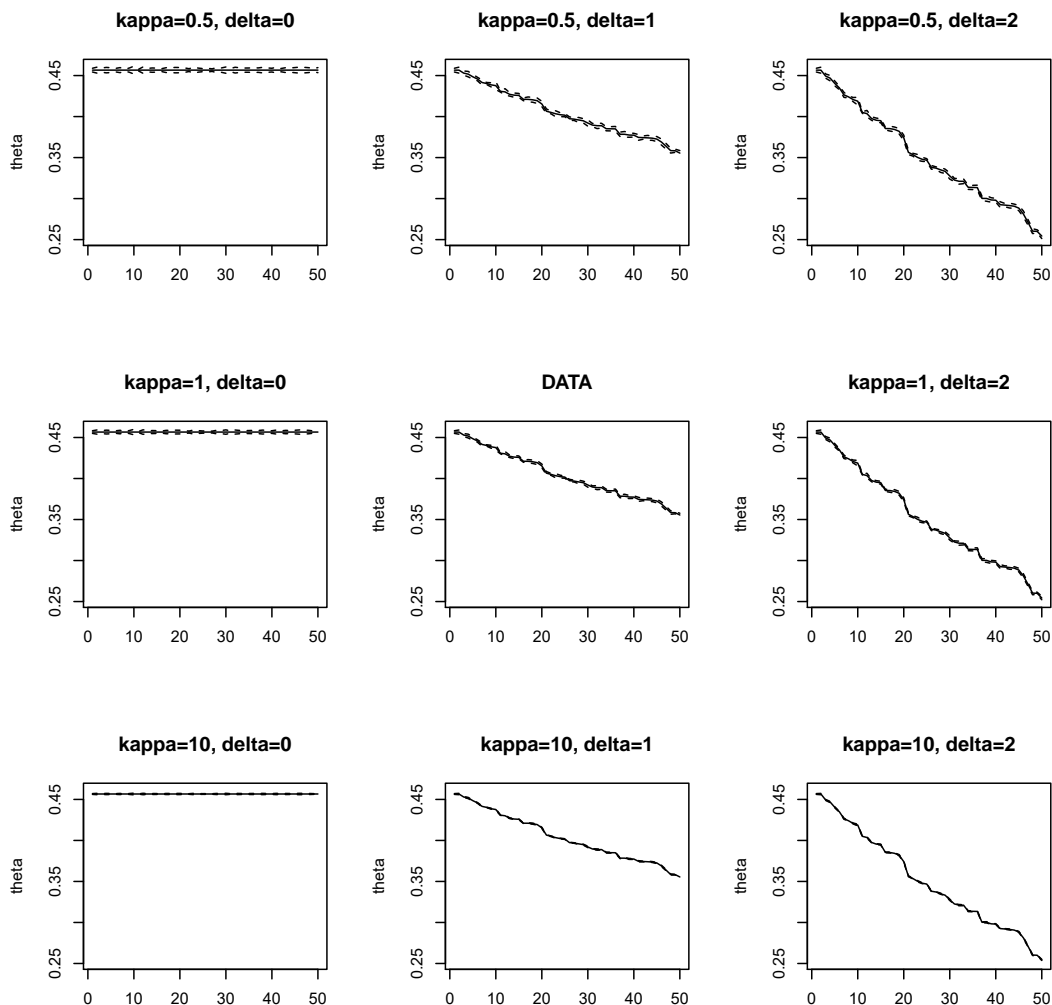 kappa=0.5, delta=0
kappa=0.5, delta=1
kappa=0.5, delta=2
theta
0.45
0.35
0.25
0 10 20 30 40 50
theta
0.45
0.35
0.25
0 10 20 30 40 50
theta
0.45
0.35
0.25
0 10 20 30 40 50
kappa=1, delta=0
DATA
kappa=1, delta=2
theta
0.45
0.35
0.25
0 10 20 30 40 50
theta
0.45
0.35
0.25
0 10 20 30 40 50
theta
0.45
0.35
0.25
0 10 20 30 40 50
kappa=10, delta=0
kappa=10, delta=1
kappa=10, delta=2
theta
0.45
0.35
0.25
0 10 20 30 40 50
theta
0.45
0.35
0.25
0 10 20 30 40 50
theta
0.45
0.35
0.25
0 10 20 30 40 50